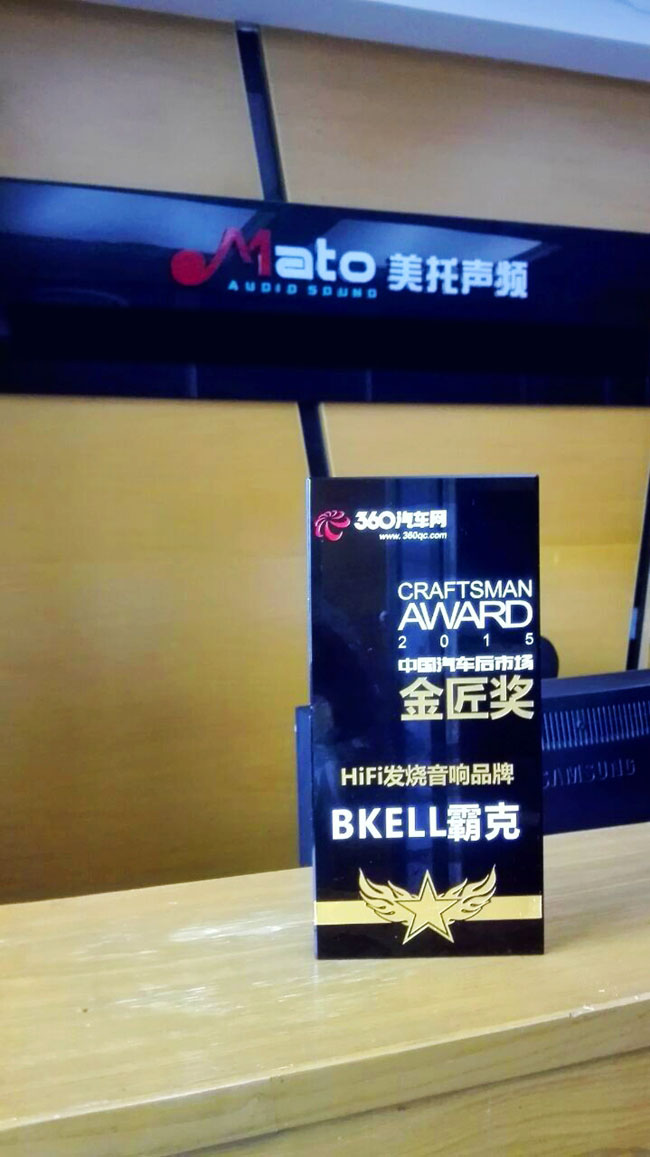 Mato 美托声频
AUDIO SOUND
360汽车网
www.360qc.com
CRAFTSMAN
AWARD
2015
中国汽车后市场
金匠奖
HiFi发烧音响品牌
BKELL霸克
SAMSUNG